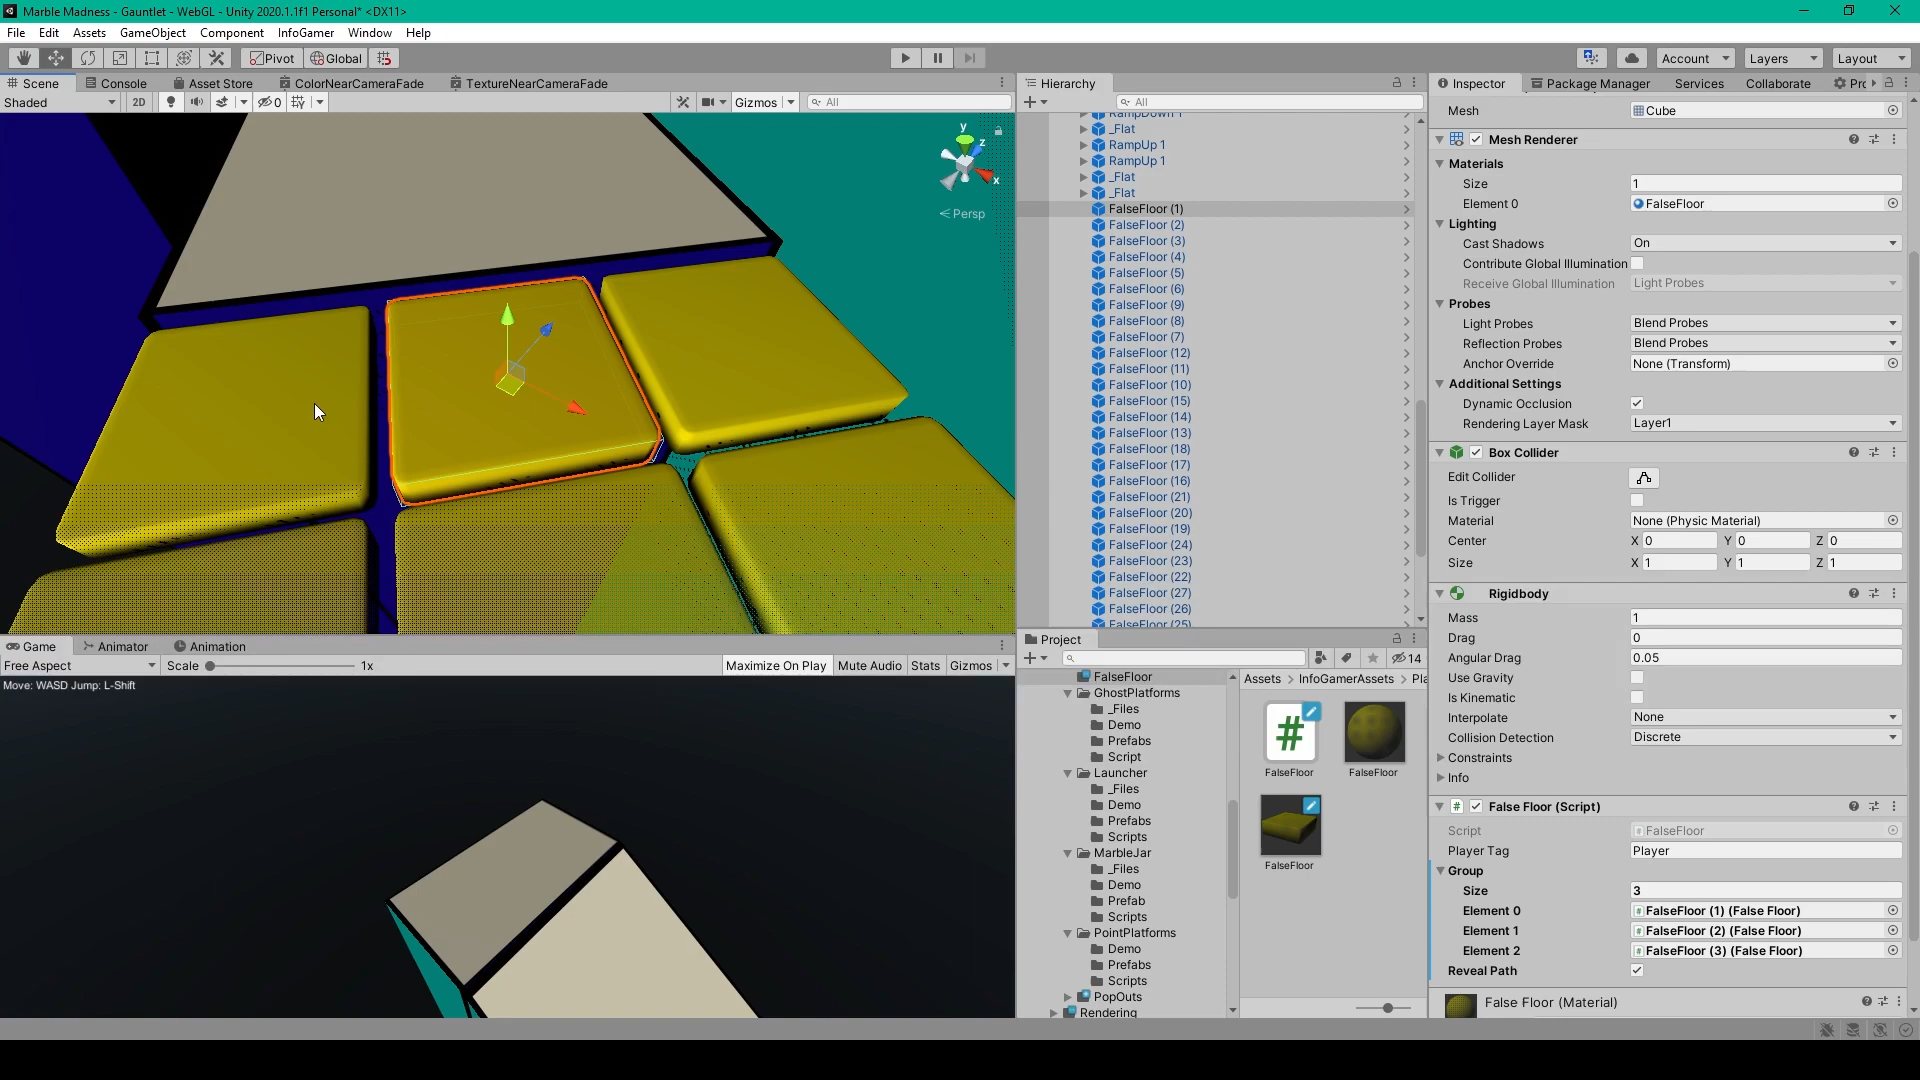 Marble Madness - Gauntlet - WebGL - Unity 2020.1.1f1 Personal* <DX11>
File Edit Assets GameObject Component InfoGamer Window Help
Pivot Global Account Layers Layout
Scene Console Asset Store ColorNearCameraFade TextureNearCameraFade
Shaded 2D 0 Gizmos All
y
z
x
Persp
Game Animator Animation
Free Aspect Scale 1x Maximize On Play Mute Audio Stats Gizmos
Move: WASD Jump: L-Shift
Hierarchy
All
RampDown 1
_Flat
RampUp 1
RampUp 1
_Flat
_Flat
FalseFloor (1)
FalseFloor (2)
FalseFloor (3)
FalseFloor (4)
FalseFloor (5)
FalseFloor (6)
FalseFloor (9)
FalseFloor (8)
FalseFloor (7)
FalseFloor (12)
FalseFloor (11)
FalseFloor (10)
FalseFloor (15)
FalseFloor (14)
FalseFloor (13)
FalseFloor (18)
FalseFloor (17)
FalseFloor (16)
FalseFloor (21)
FalseFloor (20)
FalseFloor (19)
FalseFloor (24)
FalseFloor (23)
FalseFloor (22)
FalseFloor (27)
FalseFloor (26)
FalseFloor (25)
Project
14
FalseFloor
GhostPlatforms
_Files
Demo
Prefabs
Script
Launcher
_Files
Demo
Prefabs
Scripts
MarbleJar
_Files
Demo
Prefab
Scripts
PointPlatforms
Demo
Prefabs
Scripts
PopOuts
Rendering
Assets > InfoGamerAssets > Pla
FalseFloor FalseFloor
FalseFloor
Inspector Package Manager Services Collaborate Pro
Mesh Cube
Mesh Renderer
Materials
Size 1
Element 0 FalseFloor
Lighting
Cast Shadows On
Contribute Global Illumination
Receive Global Illumination Light Probes
Probes
Light Probes Blend Probes
Reflection Probes Blend Probes
Anchor Override None (Transform)
Additional Settings
Dynamic Occlusion
Rendering Layer Mask Layer1
Box Collider
Edit Collider
Is Trigger
Material None (Physic Material)
Center X 0 Y 0 Z 0
Size X 1 Y 1 Z 1
Rigidbody
Mass 1
Drag 0
Angular Drag 0.05
Use Gravity
Is Kinematic
Interpolate None
Collision Detection Discrete
Constraints
Info
False Floor (Script)
Script FalseFloor
Player Tag Player
Group
Size 3
Element 0 FalseFloor (1) (False Floor)
Element 1 FalseFloor (2) (False Floor)
Element 2 FalseFloor (3) (False Floor)
Reveal Path
False Floor (Material)